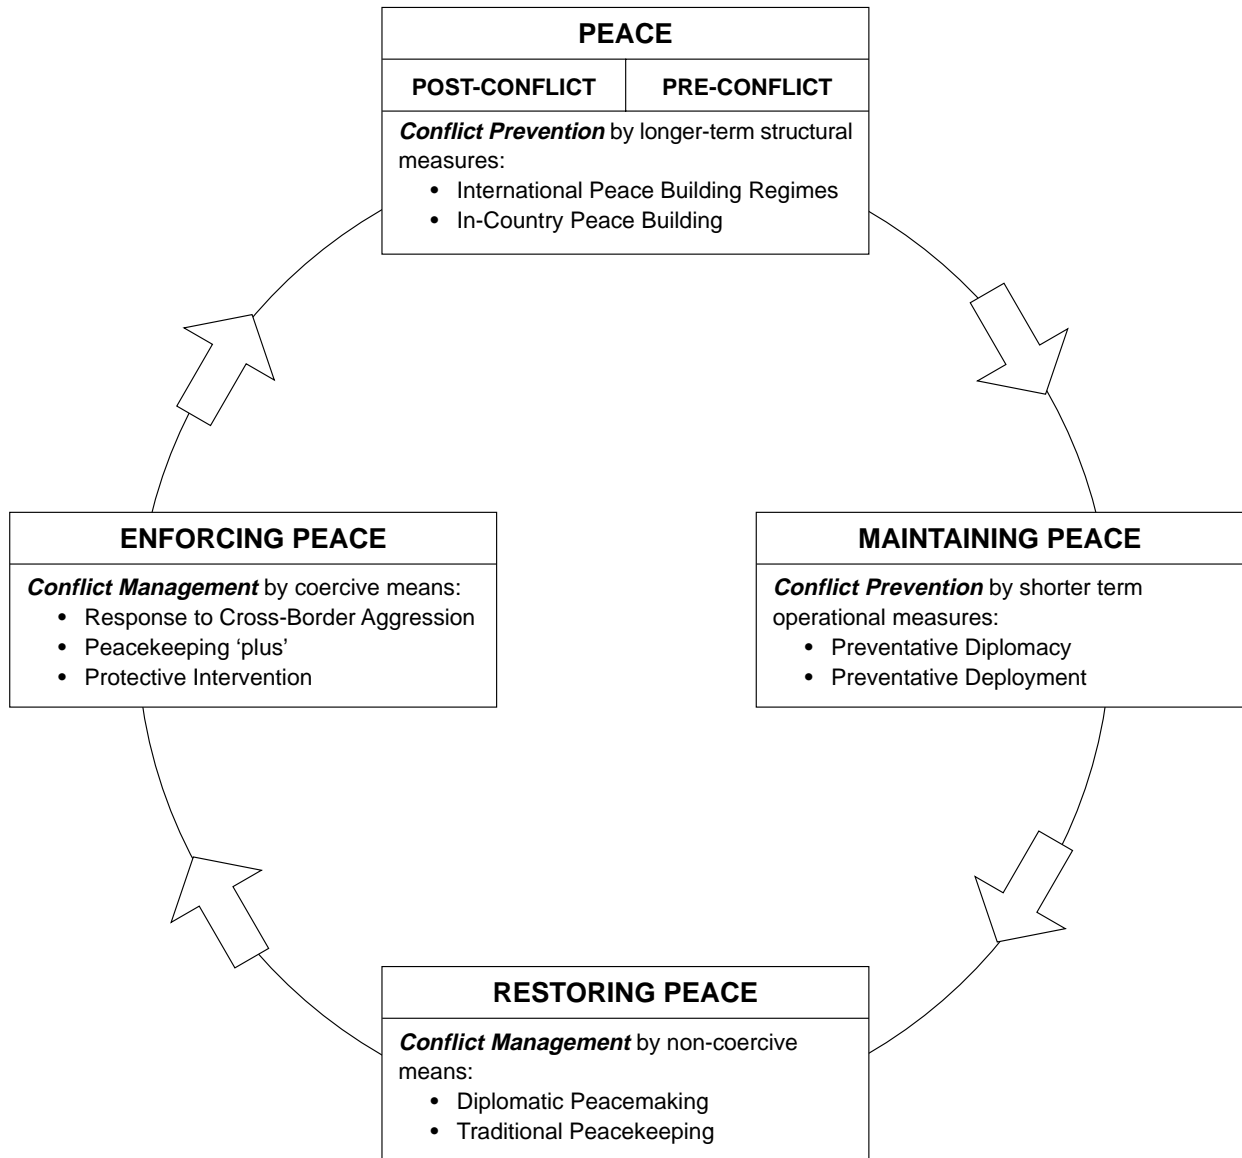 PEACE
POST-CONFLICT
PRE-CONFLICT
Conflict Prevention by longer-term structural
measures:
• International Peace Building Regimes
• In-Country Peace Building
ENFORCING PEACE
Conflict Management by coercive means:
• Response to Cross-Border Aggression
• Peacekeeping ‘plus’
• Protective Intervention
MAINTAINING PEACE
Conflict Prevention by shorter term
operational measures:
• Preventative Diplomacy
• Preventative Deployment
RESTORING PEACE
Conflict Management by non-coercive
means:
• Diplomatic Peacemaking
• Traditional Peacekeeping